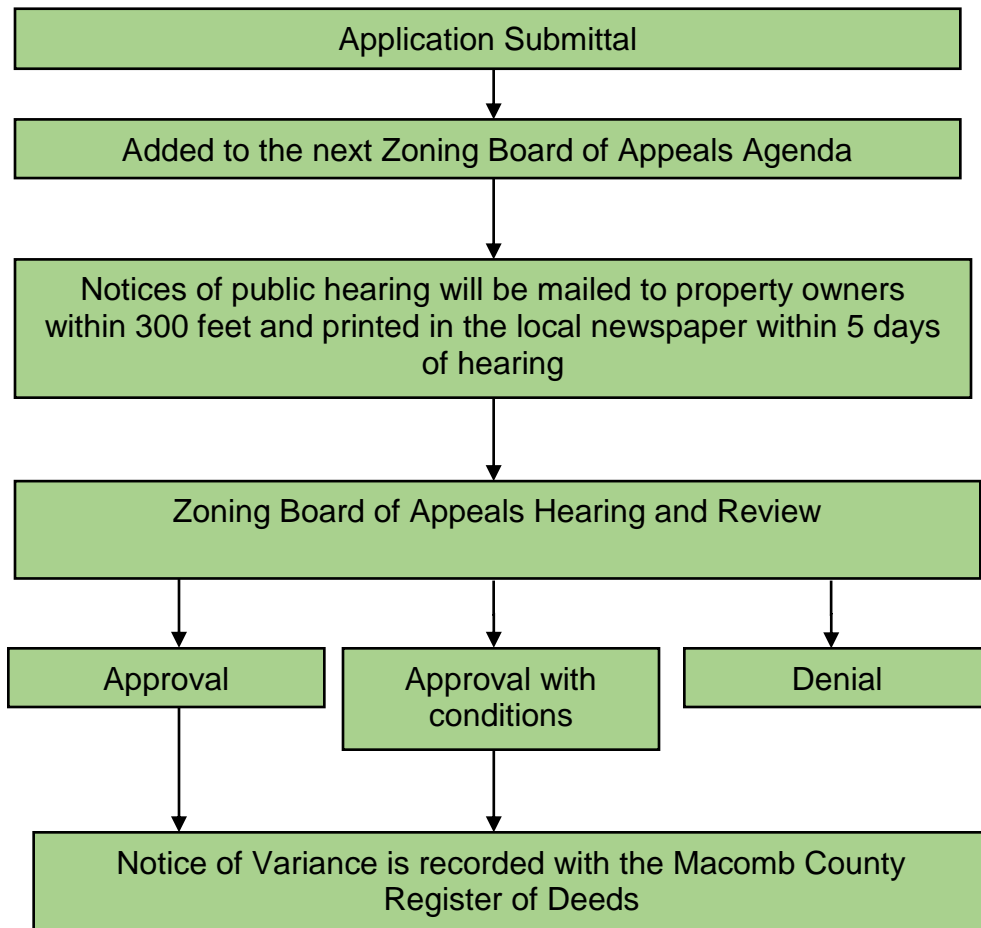 Application Submittal
Added to the next Zoning Board of Appeals Agenda
Notices of public hearing will be mailed to property owners
within 300 feet and printed in the local newspaper within 5 days
of hearing
Zoning Board of Appeals Hearing and Review
Approval
Approval with
conditions
Denial
Notice of Variance is recorded with the Macomb County
Register of Deeds